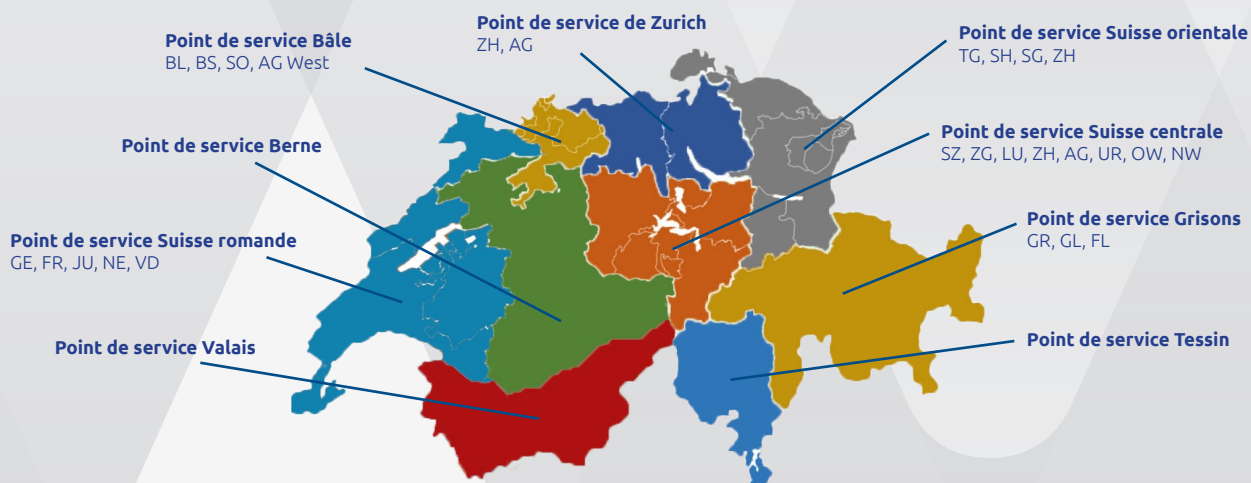 Point de service de Zurich
ZH, AG
Point de service Suisse orientale
TG, SH, SG, ZH
Point de service Bâle
BL, BS, SO, AG West
Point de service Suisse centrale
SZ, ZG, LU, ZH, AG, UR, OW, NW
Point de service Berne
Point de service Grisons
GR, GL, FL
Point de service Suisse romande
GE, FR, JU, NE, VD
Point de service Tessin
Point de service Valais